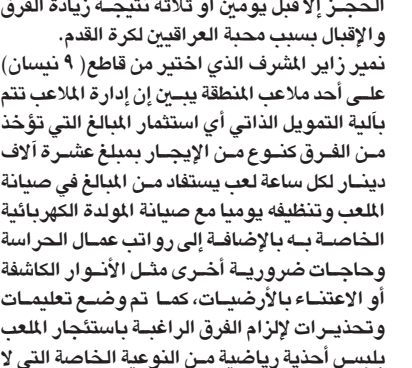 الحجز إلا قبل يومين أو ثلاثة نتيجة زيادة الفرق
والإقبال بسبب محبة العراقيين لكرة القدم.
نمير زاير المشرف الذي اختير من قاطع( ٩ نيسان)
على أحد ملاعب المنطقة يبين إن إدارة الملاعب تتم
بآلية التمويل الذاتي أي استثمار المبالغ التي تؤخذ
من الفرق كنوع من الإيجار بمبلغ عشرة آلاف
دينار لكل ساعة لعب يستفاد من المبالغ في صيانة
الملعب وتنظيفه يوميا مع صيانة المولدة الكهربائية
الخاصة به بالإضافة إلى رواتب عمال الحراسة
وحاجات ضرورية أخرى مثل الأنوار الكاشفة
أو الاعتناء بالأرضيات، كما تم وضع تعليمات
وتحذيرات لإلزام الفرق الراغبة باستئجار الملعب
بلبس أحذية رياضية من النوعية الخاصة التي لا